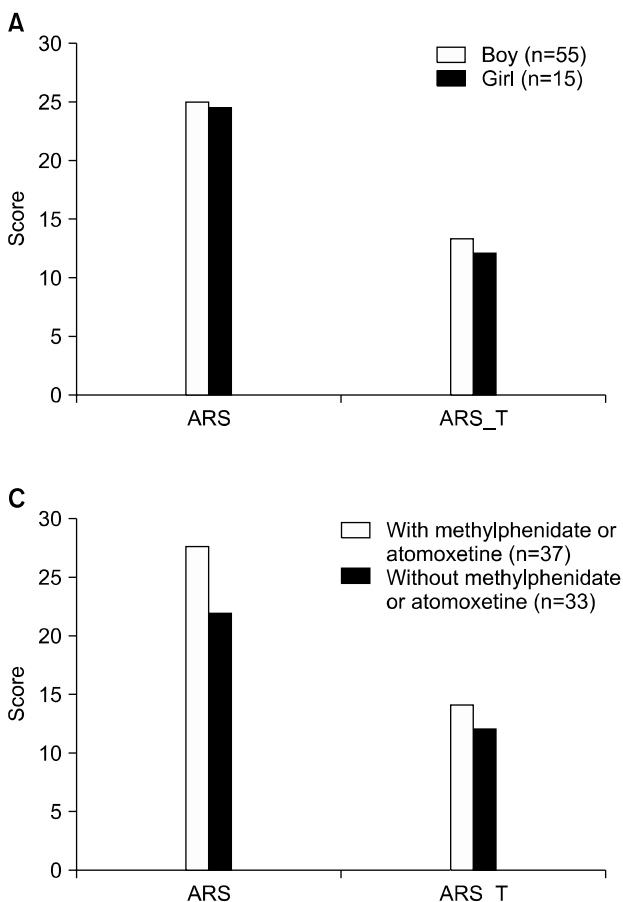 A
30
25
20
15
10
5
0
Score
Boy (n=55)
Girl (n=15)
ARS
ARS_T
C
30
25
20
15
10
5
0
Score
With methylphenidate or
atomoxetine (n=37)
Without methylphenidate
or atomoxetine (n=33)
ARS
ARS T